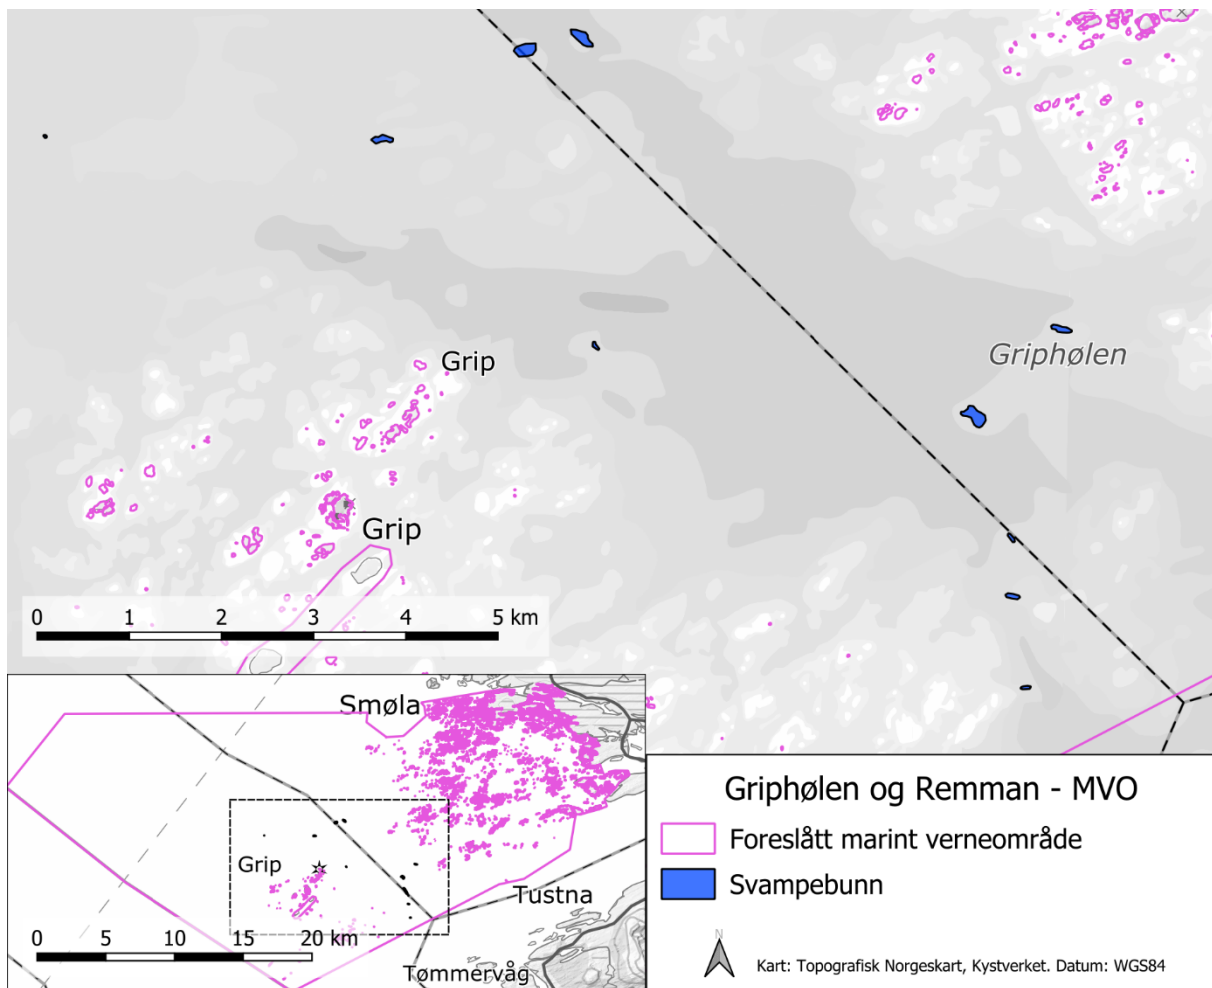 Grip
Griphølen
Grip
0 1 2 3 4 5 km
Smøla
Grip
Tustna
0 5 10 15 20 km
Tømmervåg
Griphølen og Remman - MVO
Foreslått marint verneområde
Svampebunn
N
Kart: Topografisk Norgeskart, Kystverket. Datum: WGS84